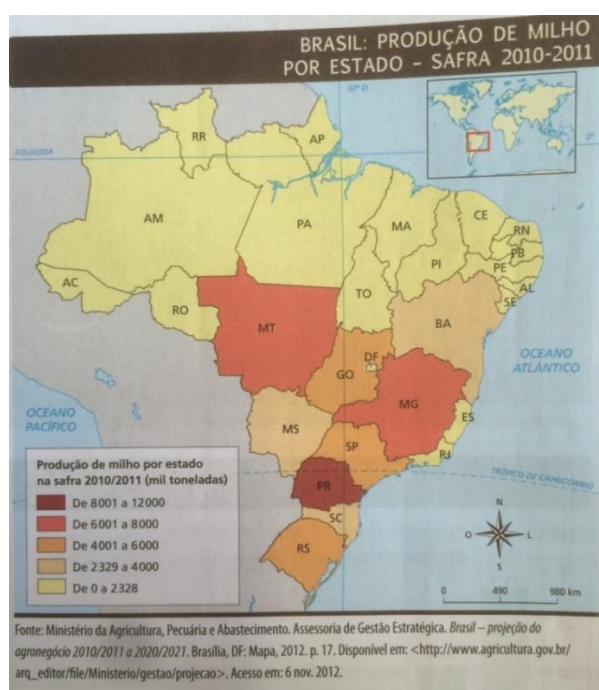 BRASIL: PRODUÇÃO DE MILHO
POR ESTADO – SAFRA 2010-2011
50º O
EQUADOR
0º
RR
AP
AM
PA
MA
CE
RN
PB
PI
PE
AL
SE
AC
RO
TO
BA
MT
DF
GO
OCEANO
ATLÂNTICO
MG
ES
OCEANO
PACÍFICO
MS
SP
RJ
TRÓPICO DE CAPRICÓRNIO
PR
SC
RS
Produção de milho por estado
na safra 2010/2011 (mil toneladas)
De 8001 a 12000
De 6001 a 8000
De 4001 a 6000
De 2329 a 4000
De 0 a 2328
N
O
L
S
0 490 980 km
Fonte: Ministério da Agricultura, Pecuária e Abastecimento. Assessoria de Gestão Estratégica. Brasil – projeção do
agronegócio 2010/2011 a 2020/2021. Brasília, DF: Mapa, 2012. p. 17. Disponível em: <http://www.agricultura.gov.br/
arq_editor/file/Ministerio/gestao/projecao>. Acesso em: 6 nov. 2012.